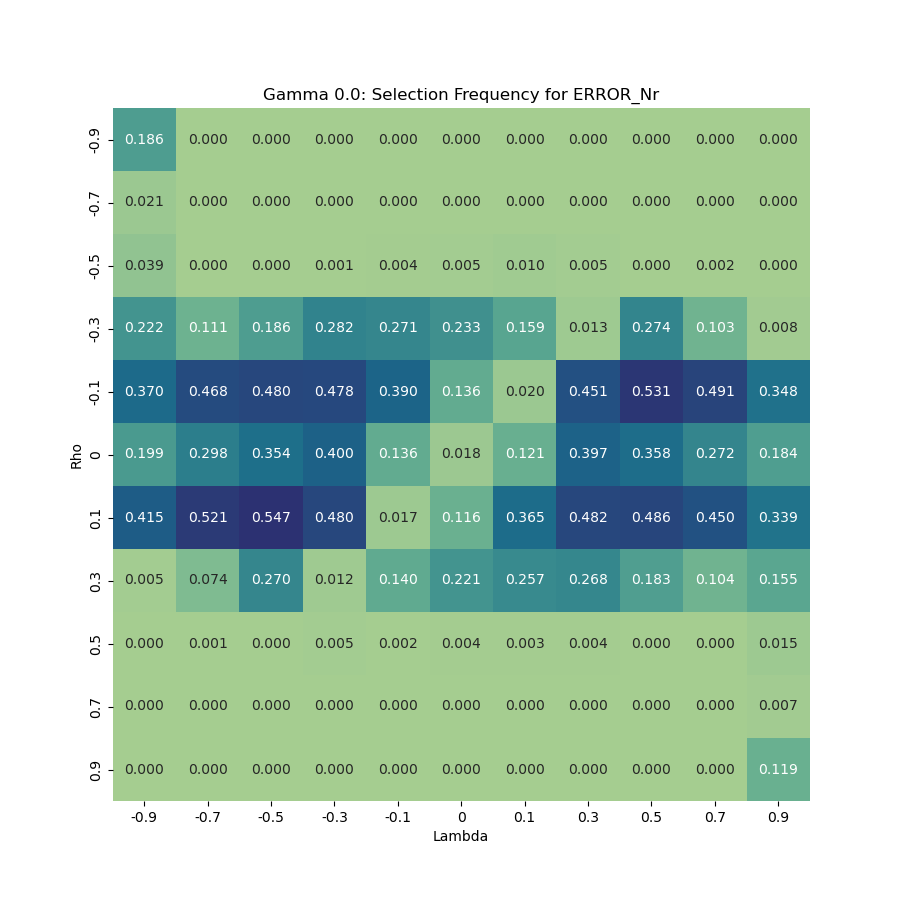 Gamma 0.0: Selection Frequency for ERROR_Nr
-0.9 0.186 0.000 0.000 0.000 0.000 0.000 0.000 0.000 0.000 0.000 0.000
-0.7 0.021 0.000 0.000 0.000 0.000 0.000 0.000 0.000 0.000 0.000 0.000
-0.5 0.039 0.000 0.000 0.001 0.004 0.005 0.010 0.005 0.000 0.002 0.000
-0.3 0.222 0.111 0.186 0.282 0.271 0.233 0.159 0.013 0.274 0.103 0.008
-0.1 0.370 0.468 0.480 0.478 0.390 0.136 0.020 0.451 0.531 0.491 0.348
Rho
0 0.199 0.298 0.354 0.400 0.136 0.018 0.121 0.397 0.358 0.272 0.184
0.1 0.415 0.521 0.547 0.480 0.017 0.116 0.365 0.482 0.486 0.450 0.339
0.3 0.005 0.074 0.270 0.012 0.140 0.221 0.257 0.268 0.183 0.104 0.155
0.5 0.000 0.001 0.000 0.005 0.002 0.004 0.003 0.004 0.000 0.000 0.015
0.7 0.000 0.000 0.000 0.000 0.000 0.000 0.000 0.000 0.000 0.000 0.007
0.9 0.000 0.000 0.000 0.000 0.000 0.000 0.000 0.000 0.000 0.000 0.119
-0.9 -0.7 -0.5 -0.3 -0.1 0 0.1 0.3 0.5 0.7 0.9
Lambda